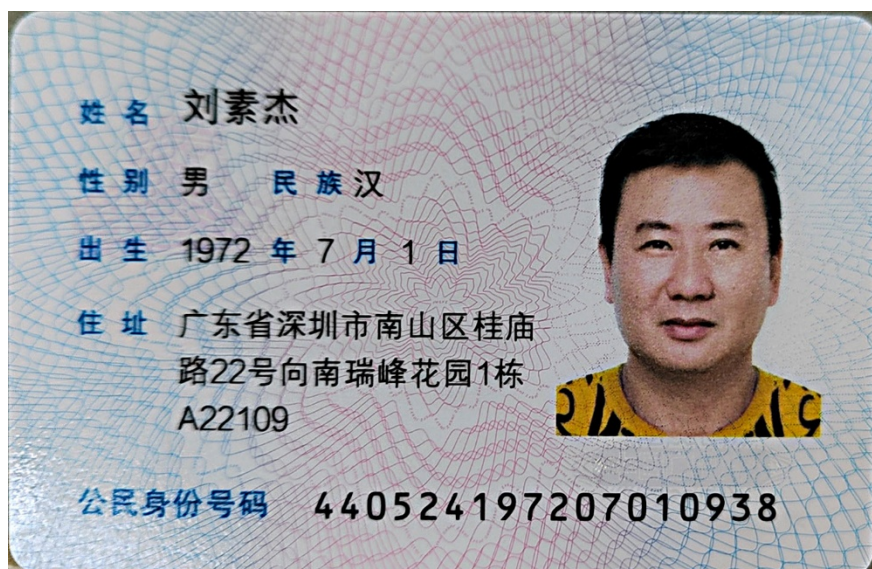 姓名 刘素杰
性别 男 民族 汉
出生 1972 年 7 月 1 日
住址 广东省深圳市南山区桂庙
路22号向南瑞峰花园1栋
A22109
公民身份号码 440524197207010938